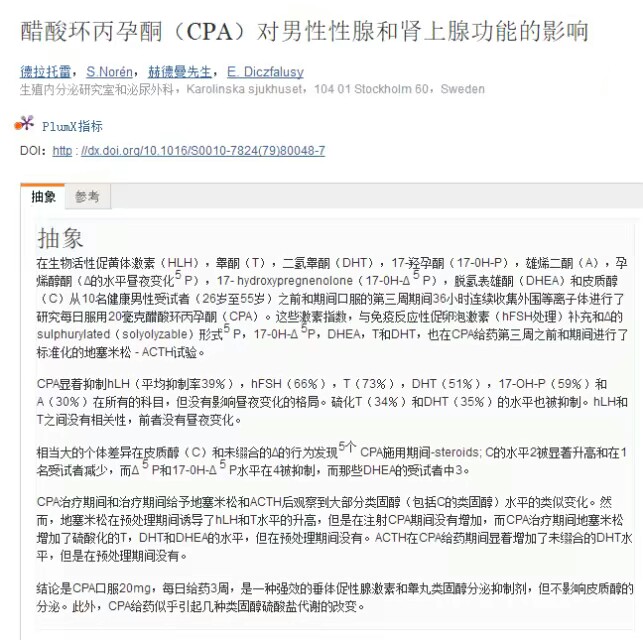 醋酸环丙孕酮（CPA）对男性性腺和肾上腺功能的影响
德拉托雷，S.Norén，赫德曼先生，E. Diczfalusy
生殖内分泌研究室和泌尿外科，Karolinska sjukhuset，104 01 Stockholm 60，Sweden
PlumX指标
DOI：http : //dx.doi.org/10.1016/S0010-7824(79)80048-7
抽象 参考
抽象
在生物活性促黄体激素（HLH），睾酮（T），二氢睾酮（DHT），17-羟孕酮（17-OH-P），雄烯二酮（A），孕
烯醇酮（Δ的水平昼夜变化5 P），17- hydroxypregnenolone（17-OH-Δ 5 P），脱氢表雄酮（DHEA）和皮质醇
（C）从10名健康男性受试者（26岁至55岁）之前和期间口服的第三周期间36小时连续收集外围等离子体进行了
研究每日服用20毫克醋酸环丙孕酮（CPA）。这些激素指数，与免疫反应性促卵泡激素（hFSH处理）补充和Δ的
sulphurylated（solyolyzable）形式5 P，17-OH-Δ 5P，DHEA，T和DHT，也在CPA给药第三周之前和期间进行了
标准化的地塞米松 - ACTH试验。
CPA显着抑制hLH（平均抑制率39%），hFSH（66%），T（73%），DHT（51%），17-OH-P（59%）和
A（30%）在所有的科目，但没有影响昼夜变化的格局。硫化T（34%）和DHT（35%）的水平也被抑制。hLH和
T之间没有相关性，前者没有昼夜变化。
相当大的个体差异在皮质醇（C）和未缀合的Δ的行为发现5个 CPA施用期间-steroids; C的水平2被显著升高和在1
名受试者减少，而Δ 5 P和17-OH-Δ 5 P水平在4被抑制，而那些DHEA的受试者中3。
CPA治疗期间和治疗期间给予地塞米松和ACTH后观察到大部分类固醇（包括C的类固醇）水平的类似变化。然
而，地塞米松在预处理期间诱导了hLH和T水平的升高，但是在注射CPA期间没有增加，而CPA治疗期间地塞米松
增加了硫酸化的T，DHT和DHEA的水平，但在预处理期间没有。ACTH在CPA给药期间显着增加了未缀合的DHT水
平，但是在预处理期间没有。
结论是CPA口服20mg，每日给药3周，是一种强效的垂体促性腺激素和睾丸类固醇分泌抑制剂，但不影响皮质醇的
分泌。此外，CPA给药似乎引起几种类固醇硫酸盐代谢的改变。